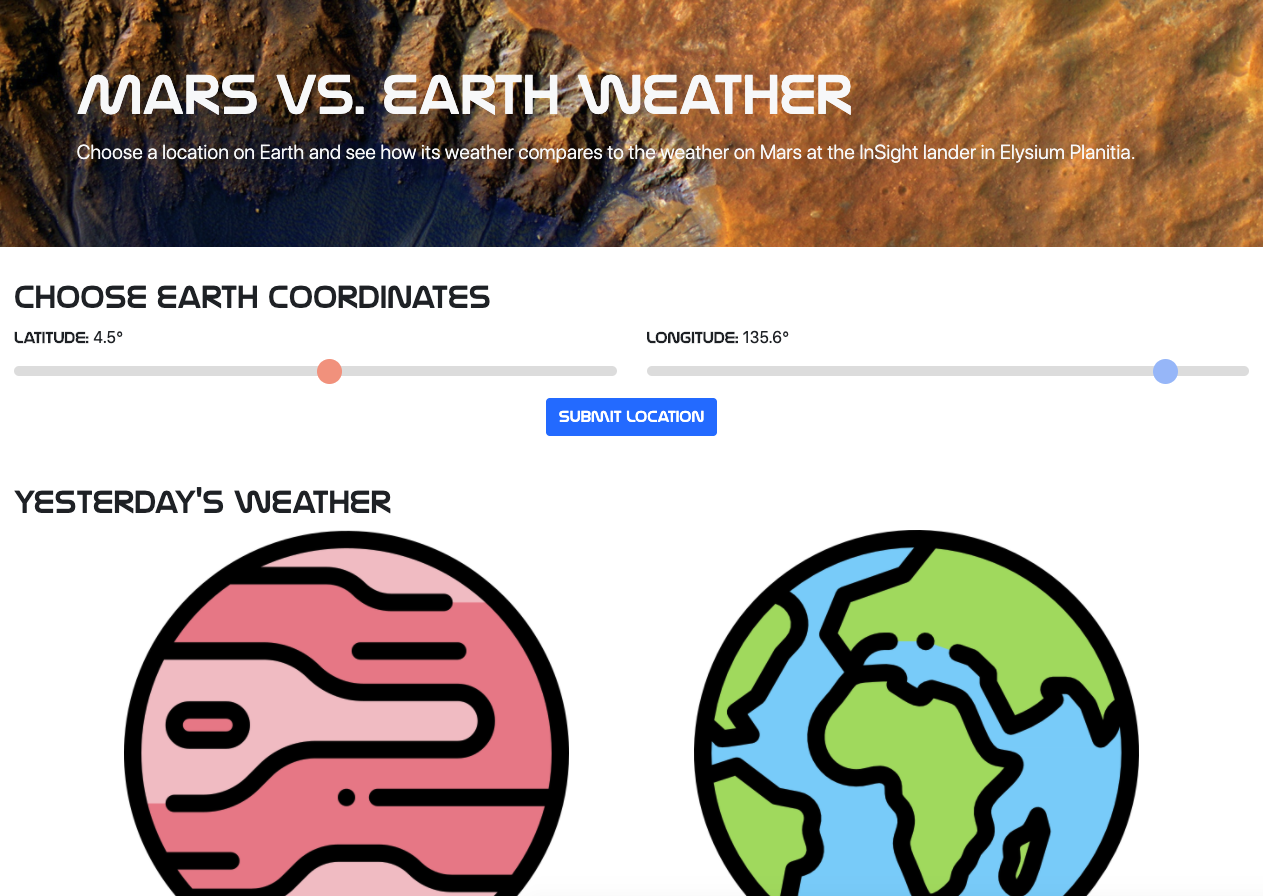 MARS VS. EARTH WEATHER
Choose a location on Earth and see how its weather compares to the weather on Mars at the InSight lander in Elysium Planitia.
CHOOSE EARTH COORDINATES
LATITUDE: 4.5°
LONGITUDE: 135.6°
SUBMIT LOCATION
YESTERDAY'S WEATHER